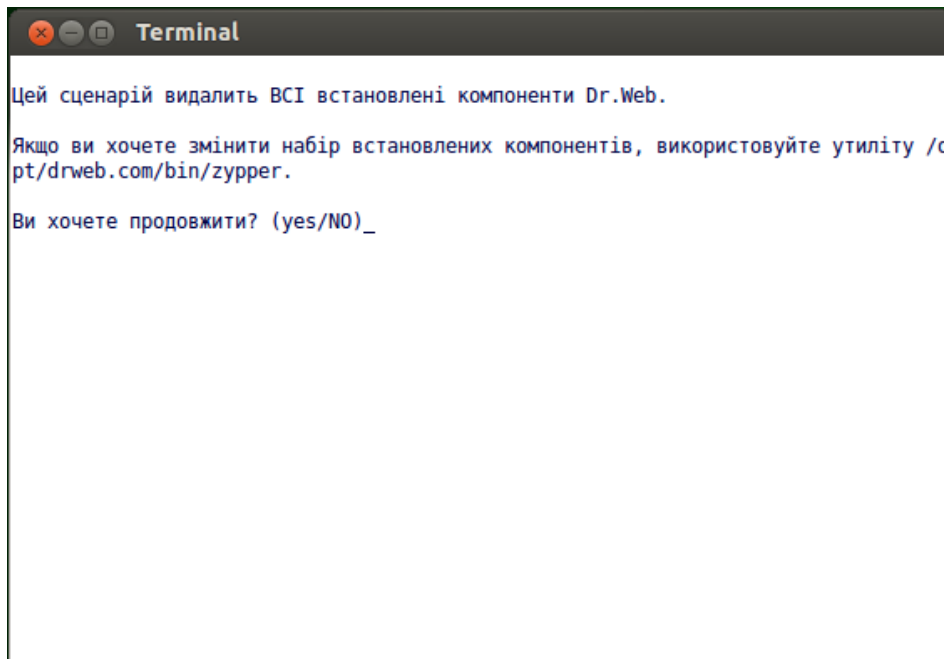 Terminal
Цей сценарій видалить ВСІ встановлені компоненти Dr.Web.
Якщо ви хочете змінити набір встановлених компонентів, використовуйте утиліту /o
pt/drweb.com/bin/zypper.
Ви хочете продовжити? (yes/NO)_